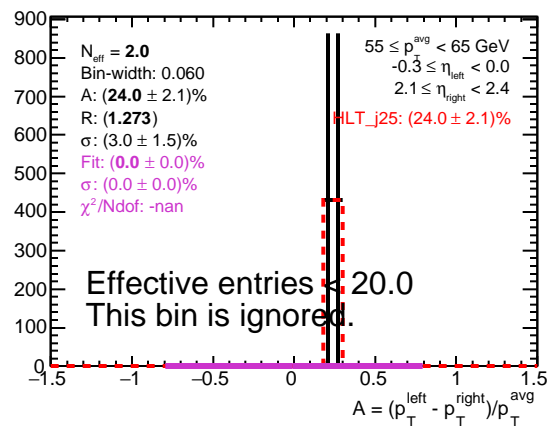 900
800
700
600
500
400
300
200
100
0
N_eff = 2.0
Bin-width: 0.060
A: (24.0 ± 2.1)%
R: (1.273)
σ: (3.0 ± 1.5)%
Fit: (0.0 ± 0.0)%
σ: (0.0 ± 0.0)%
χ²/Ndof: -nan
55 ≤ p_T^avg < 65 GeV
-0.3 ≤ η_left < 0.0
2.1 ≤ η_right < 2.4
HLT_j25: (24.0 ± 2.1)%
Effective entries < 20.0
This bin is ignored.
−1.5 −1 −0.5 0 0.5 1 1.5
A = (p_T^left - p_T^right)/p_T^avg